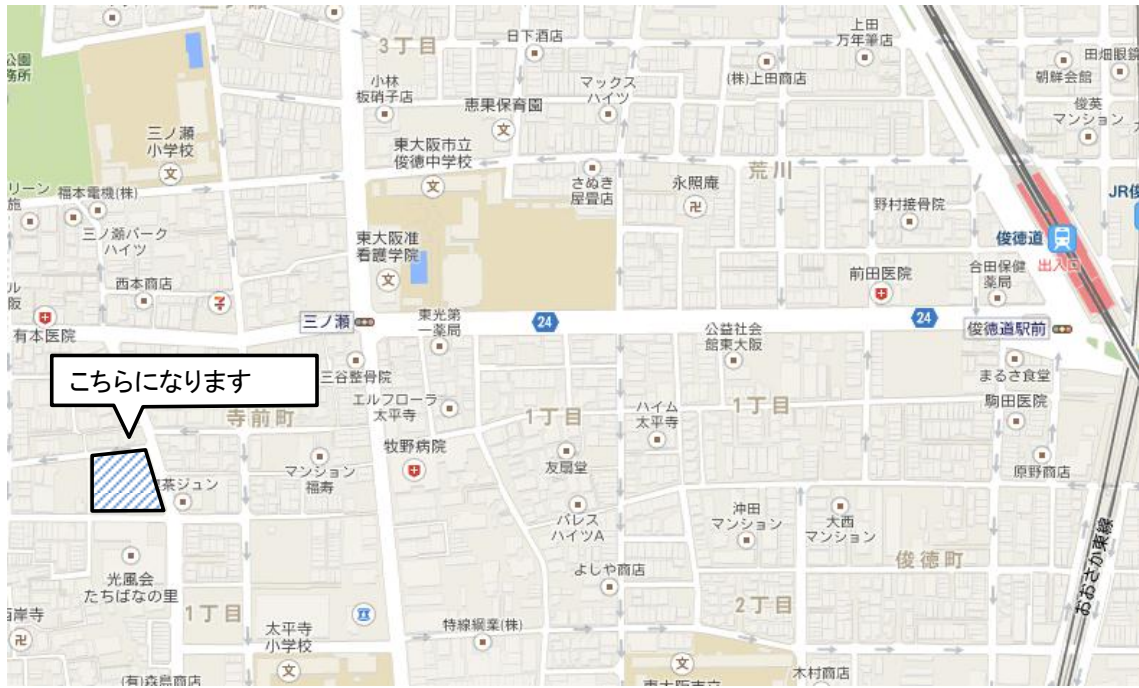 3丁目
日下酒店
上田
万年筆店
田畑眼鏡
公園
務所
小林
板硝子店
恵果保育園
マックス
ハイツ
(株)上田商店
朝鮮会館
俊英
マンション
三ノ瀬
小学校
東大阪市立
俊徳中学校
荒川
リーン
施
福本電機(株)
さぬき
屋畳店
永照庵
野村接骨院
JR俊
三ノ瀬パーク
ハイツ
東大阪准
看護学院
俊徳道
出入口
西本商店
前田医院
合田保健
薬局
ル
阪
有本医院
三ノ瀬
東光第
一薬局
24
公益社会
館東大阪
24
俊徳道駅前
こちらになります
三谷整骨院
まるさ食堂
エルフローラ
太平寺
寺前町
1丁目
ハイム
太平寺
1丁目
駒田医院
牧野病院
友扇堂
原野商店
茶ジュン
マンション
福寿
パレス
ハイツA
沖田
マンション
大西
マンション
おおさか東線
光風会
たちばなの里
よしや商店
俊徳町
岸寺
1丁目
太平寺
小学校
特線綱業(株)
2丁目
(有)森島商店
東大阪市立
木村商店